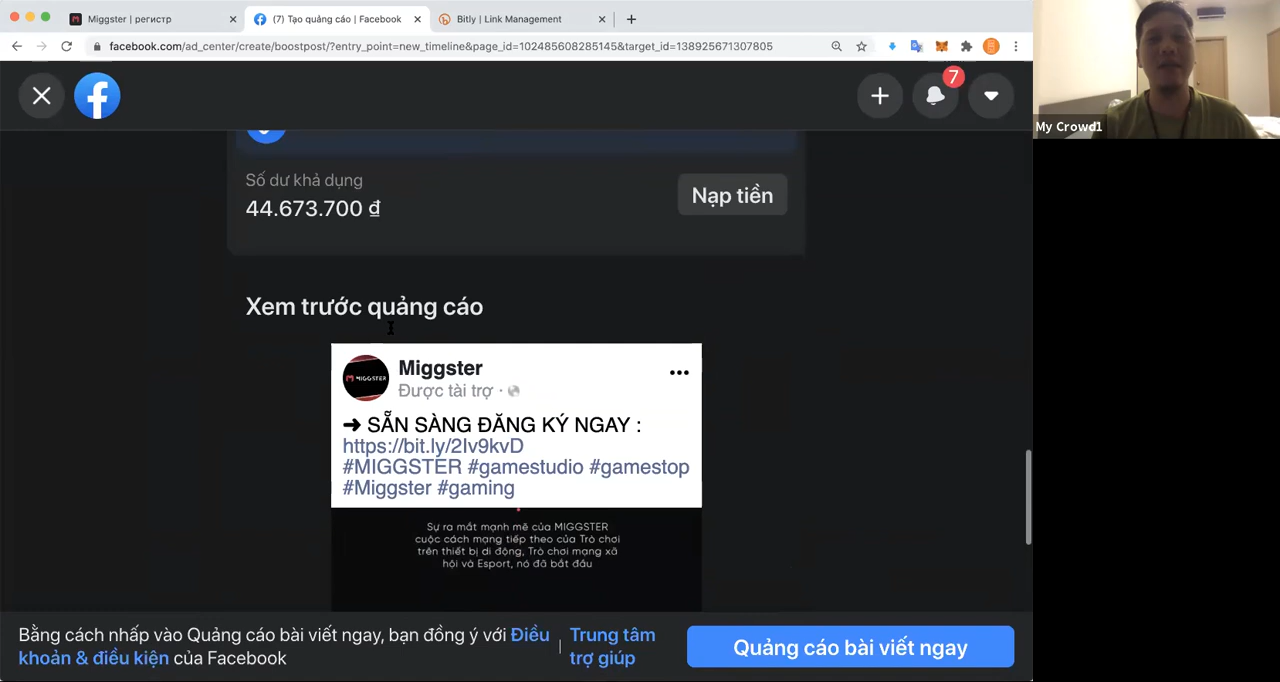 Miggster | регистр
(7) Tạo quảng cáo | Facebook
Bitly | Link Management
facebook.com/ad_center/create/boostpost/?entry_point=new_timeline&page_id=102485608285145&target_id=138925671307805
7
My Crowd1
Số dư khả dụng
44.673.700 ₫
Nạp tiền
Xem trước quảng cáo
MIGGSTER
Miggster
Được tài trợ ·
➜ SẴN SÀNG ĐĂNG KÝ NGAY :
https://bit.ly/2Iv9kvD
#MIGGSTER #gamestudio #gamestop
#Miggster #gaming
Sự ra mắt mạnh mẽ của MIGGSTER
cuộc cách mạng tiếp theo của Trò chơi
trên thiết bị di động, Trò chơi mạng xã
hội và Esport, nó đã bắt đầu
Bằng cách nhấp vào Quảng cáo bài viết ngay, bạn đồng ý với Điều
khoản & điều kiện của Facebook
Trung tâm
trợ giúp
Quảng cáo bài viết ngay